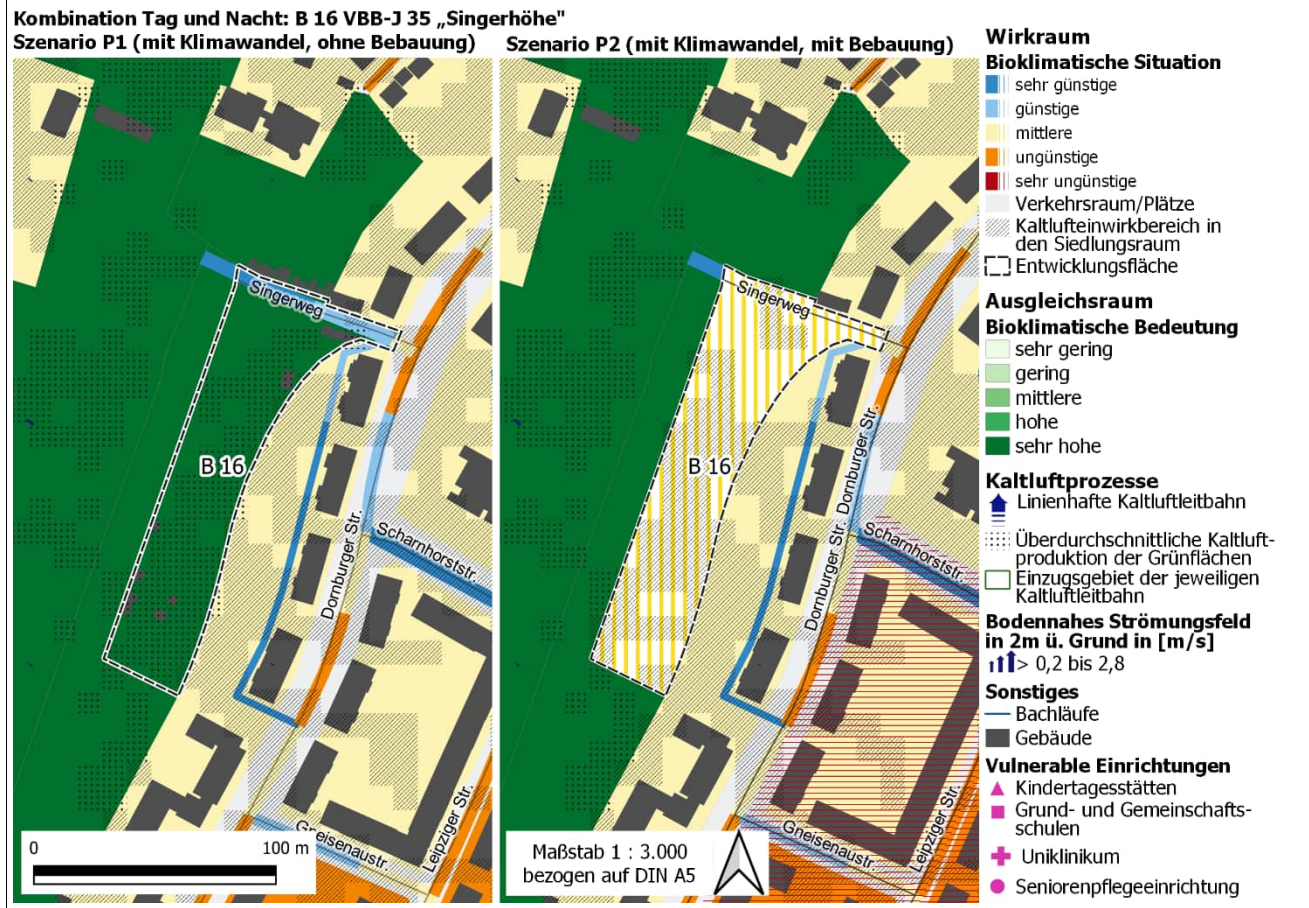 Kombination Tag und Nacht: B 16 VBB-J 35 „Singerhöhe"
Szenario P1 (mit Klimawandel, ohne Bebauung)
Szenario P2 (mit Klimawandel, mit Bebauung)
Singerweg
B 16
Dornburger Str.
Scharnhorststr.
Gneisenaustr.
Leipziger Str.
0
100 m
Singerweg
B 16
Dornburger Str.
Dornburger Str.
Scharnhorststr.
Gneisenaustr.
Leipziger Str.
Maßstab 1 : 3.000
bezogen auf DIN A5
Wirkraum
Bioklimatische Situation
sehr günstige
günstige
mittlere
ungünstige
sehr ungünstige
Verkehrsraum/Plätze
Kaltlufteinwirkbereich in
den Siedlungsraum
Entwicklungsfläche
Ausgleichsraum
Bioklimatische Bedeutung
sehr gering
gering
mittlere
hohe
sehr hohe
Kaltluftprozesse
Linienhafte Kaltluftleitbahn
Überdurchschnittliche Kaltluft-
produktion der Grünflächen
Einzugsgebiet der jeweiligen
Kaltluftleitbahn
Bodennahes Strömungsfeld
in 2m ü. Grund in [m/s]
> 0,2 bis 2,8
Sonstiges
Bachläufe
Gebäude
Vulnerable Einrichtungen
Kindertagesstätten
Grund- und Gemeinschafts-
schulen
Uniklinikum
Seniorenpflegeeinrichtung